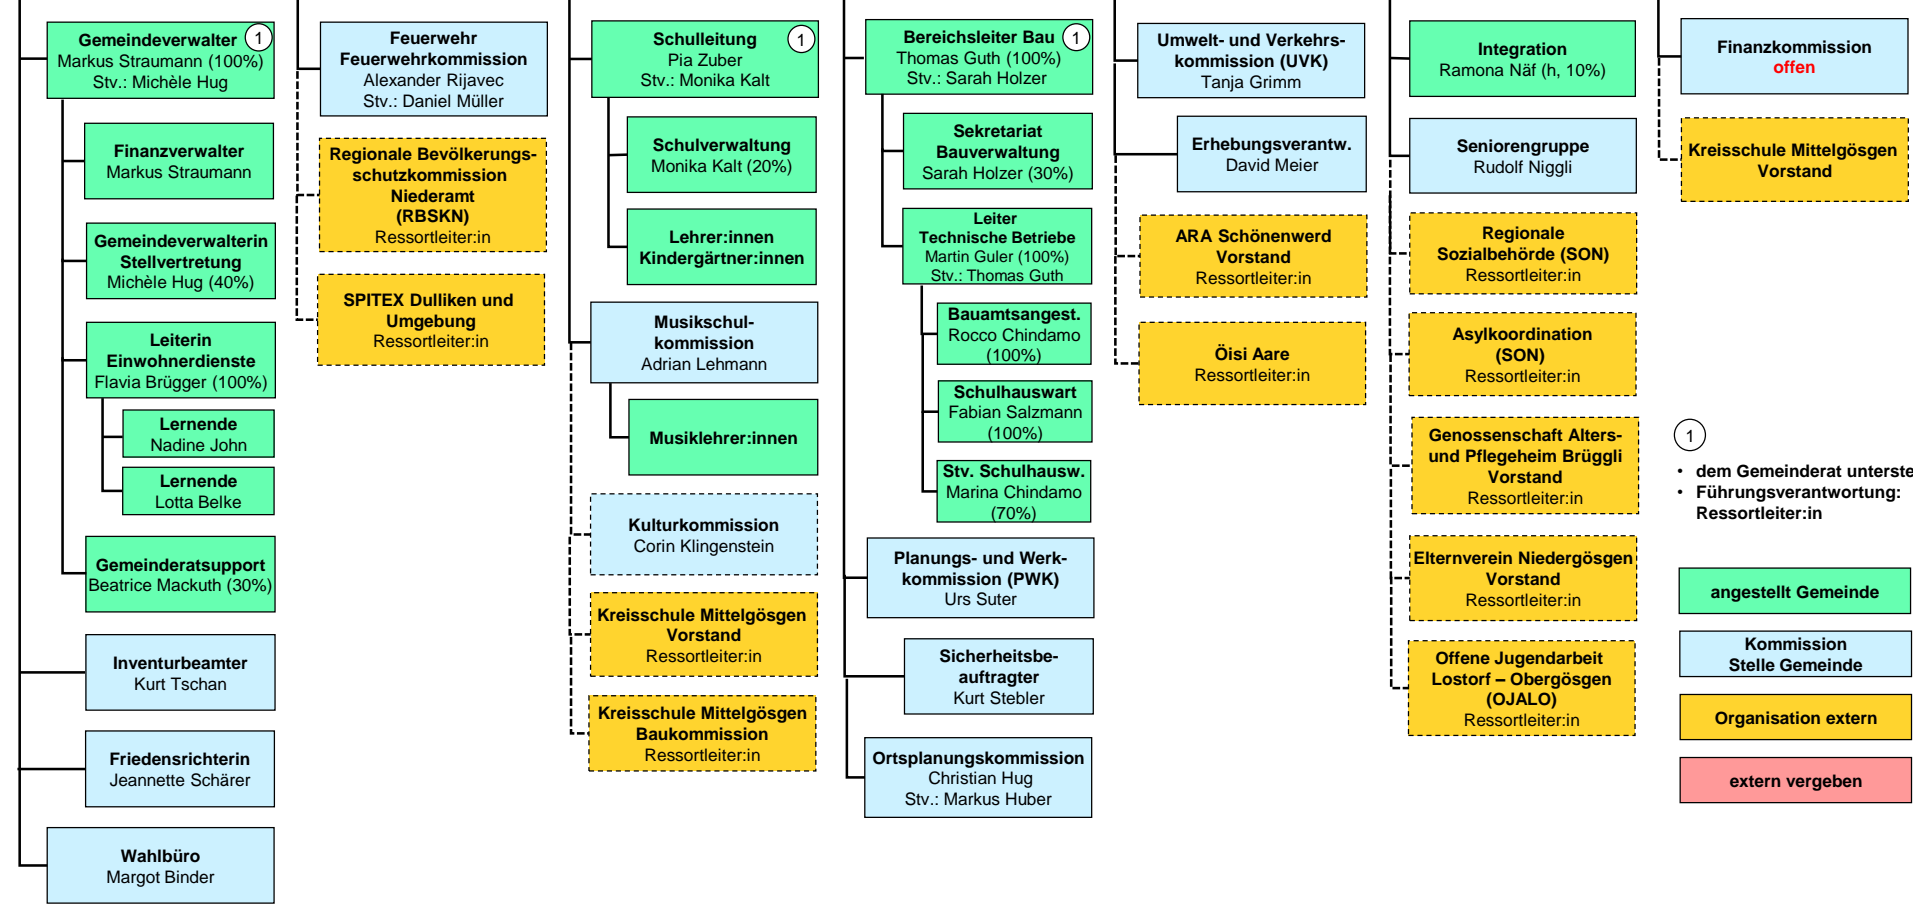 Gemeindeverwalter
1
Markus Straumann (100%)
Stv.: Michèle Hug
Finanzverwalter
Markus Straumann
Gemeindeverwalterin
Stellvertretung
Michèle Hug (40%)
Leiterin
Einwohnerdienste
Flavia Brügger (100%)
Lernende
Nadine John
Lernende
Lotta Belke
Gemeinderatsupport
Beatrice Mackuth (30%)
Inventurbeamter
Kurt Tschan
Friedensrichterin
Jeannette Schärer
Wahlbüro
Margot Binder
Feuerwehr
Feuerwehrkommission
Alexander Rijavec
Stv.: Daniel Müller
Regionale Bevölkerungs-
schutzkommission
Niederamt
(RBSKN)
Ressortleiter:in
SPITEX Dulliken und
Umgebung
Ressortleiter:in
Schulleitung
1
Pia Zuber
Stv.: Monika Kalt
Schulverwaltung
Monika Kalt (20%)
Lehrer:innen
Kindergärtner:innen
Musikschul-
kommission
Adrian Lehmann
Musiklehrer:innen
Kulturkommission
Corin Klingenstein
Kreisschule Mittelgösgen
Vorstand
Ressortleiter:in
Kreisschule Mittelgösgen
Baukommission
Ressortleiter:in
Bereichsleiter Bau
1
Thomas Guth (100%)
Stv.: Sarah Holzer
Sekretariat
Bauverwaltung
Sarah Holzer (30%)
Leiter
Technische Betriebe
Martin Guler (100%)
Stv.: Thomas Guth
Bauamtsangest.
Rocco Chindamo
(100%)
Schulhauswart
Fabian Salzmann
(100%)
Stv. Schulhausw.
Marina Chindamo
(70%)
Planungs- und Werk-
kommission (PWK)
Urs Suter
Sicherheitsbe-
auftragter
Kurt Stebler
Ortsplanungskommission
Christian Hug
Stv.: Markus Huber
Umwelt- und Verkehrs-
kommission (UVK)
Tanja Grimm
Erhebungsverantw.
David Meier
ARA Schönenwerd
Vorstand
Ressortleiter:in
Öisi Aare
Ressortleiter:in
Integration
Ramona Näf (h, 10%)
Seniorengruppe
Rudolf Niggli
Regionale
Sozialbehörde (SON)
Ressortleiter:in
Asylkoordination
(SON)
Ressortleiter:in
Genossenschaft Alters-
und Pflegeheim Brüggli
Vorstand
Ressortleiter:in
Elternverein Niedergösgen
Vorstand
Ressortleiter:in
Offene Jugendarbeit
Lostorf – Obergösgen
(OJALO)
Ressortleiter:in
Finanzkommission
offen
Kreisschule Mittelgösgen
Vorstand
1
• dem Gemeinderat unterste
• Führungsverantwortung:
Ressortleiter:in
angestellt Gemeinde
Kommission
Stelle Gemeinde
Organisation extern
extern vergeben